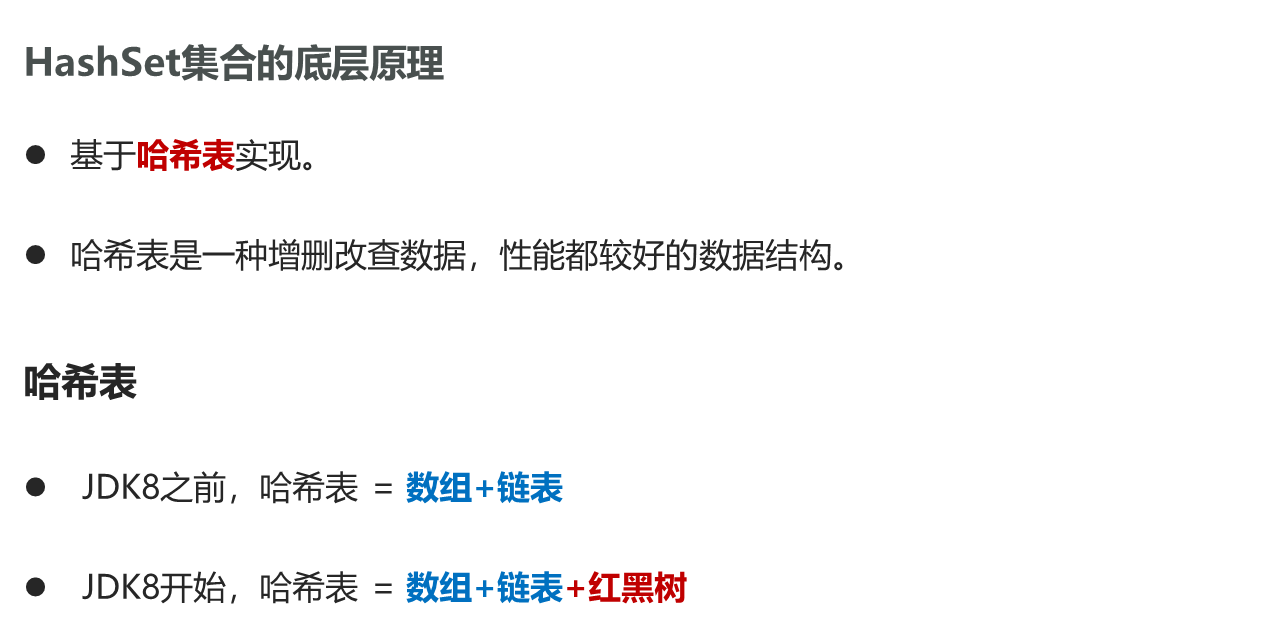 HashSet集合的底层原理
● 基于哈希表实现。
● 哈希表是一种增删改查数据，性能都较好的数据结构。
哈希表
● JDK8之前，哈希表 = 数组+链表
● JDK8开始，哈希表 = 数组+链表+红黑树